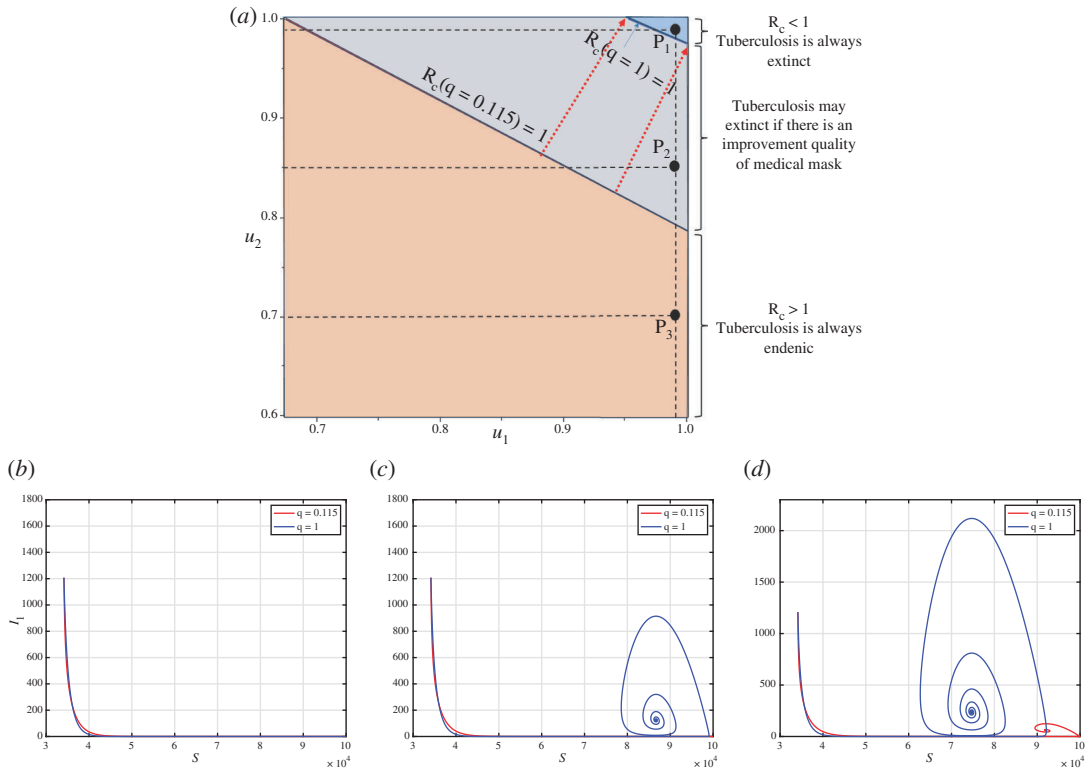 (a)
1.0
0.9
1.0
0.8
u2
0.7
0.6
0.7
0.8
0.9
1.0
u1
Rc(q = 0.115) = 1
Rc(q = 1) = 1
P1
P2
P3
Rc < 1
Tuberculosis is always
extinct
Tuberculosis may
extinct if there is an
improvement quality
of medical mask
Rc > 1
Tuberculosis is always
endenic
(b)
1800
1600
1400
1200
1000
800
600
400
200
0
I1
3 4 5 6 7 8 9 10
S
× 10^4
q = 0.115
q = 1
(c)
1800
1600
1400
1200
1000
800
600
400
200
0
3 4 5 6 7 8 9 10
S
× 10^4
q = 0.115
q = 1
(d)
2000
1500
1000
500
0
3 4 5 6 7 8 9 10
S
× 10^4
q = 0.115
q = 1